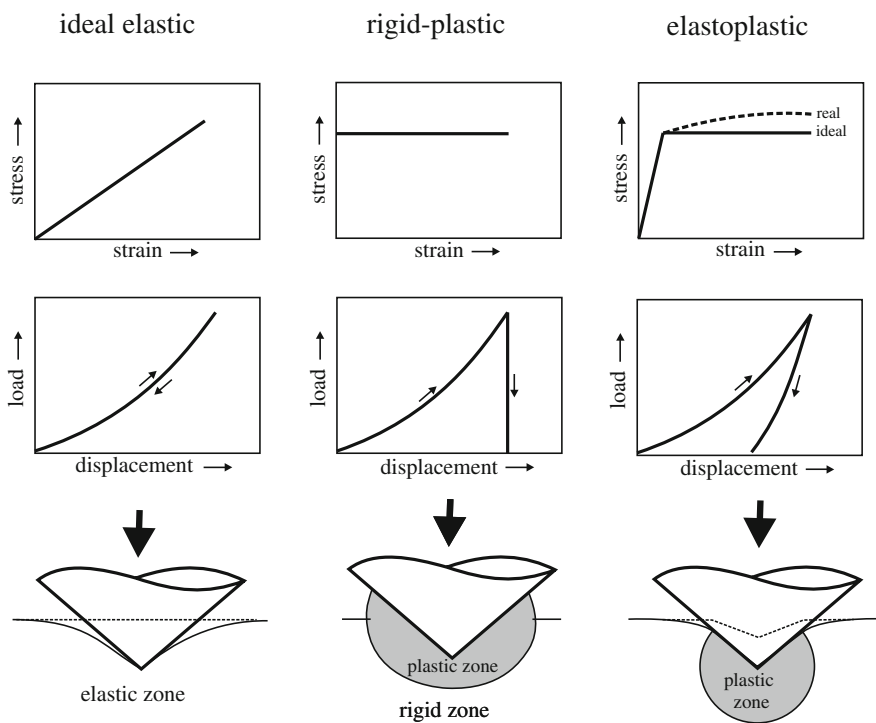 ideal elastic
rigid-plastic
elastoplastic
stress
strain
stress
strain
stress
real
ideal
strain
load
displacement
load
displacement
load
displacement
elastic zone
plastic zone
rigid zone
plastic
zone